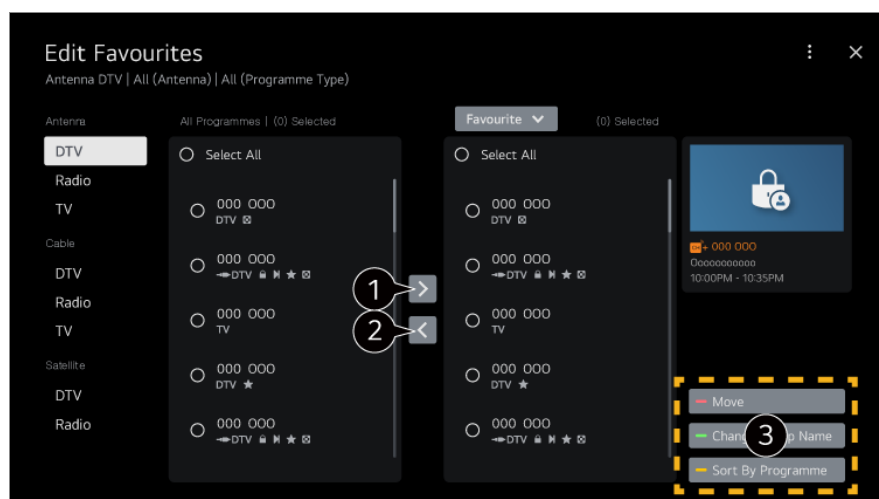 Edit Favourites
Antenna DTV | All (Antenna) | All (Programme Type)
Antenna
DTV
Radio
TV
Cable
DTV
Radio
TV
Satellite
DTV
Radio
All Programmes | (0) Selected
Select All
000 000
DTV
000 000
DTV
000 000
TV
000 000
DTV
000 000
DTV
1
2
Favourite
(0) Selected
Select All
000 000
DTV
000 000
DTV
000 000
TV
000 000
DTV
000 000
DTV
CH+ 000 000
Ooooooooooo
10:00PM - 10:35PM
Move
3
Name
Sort By Programme